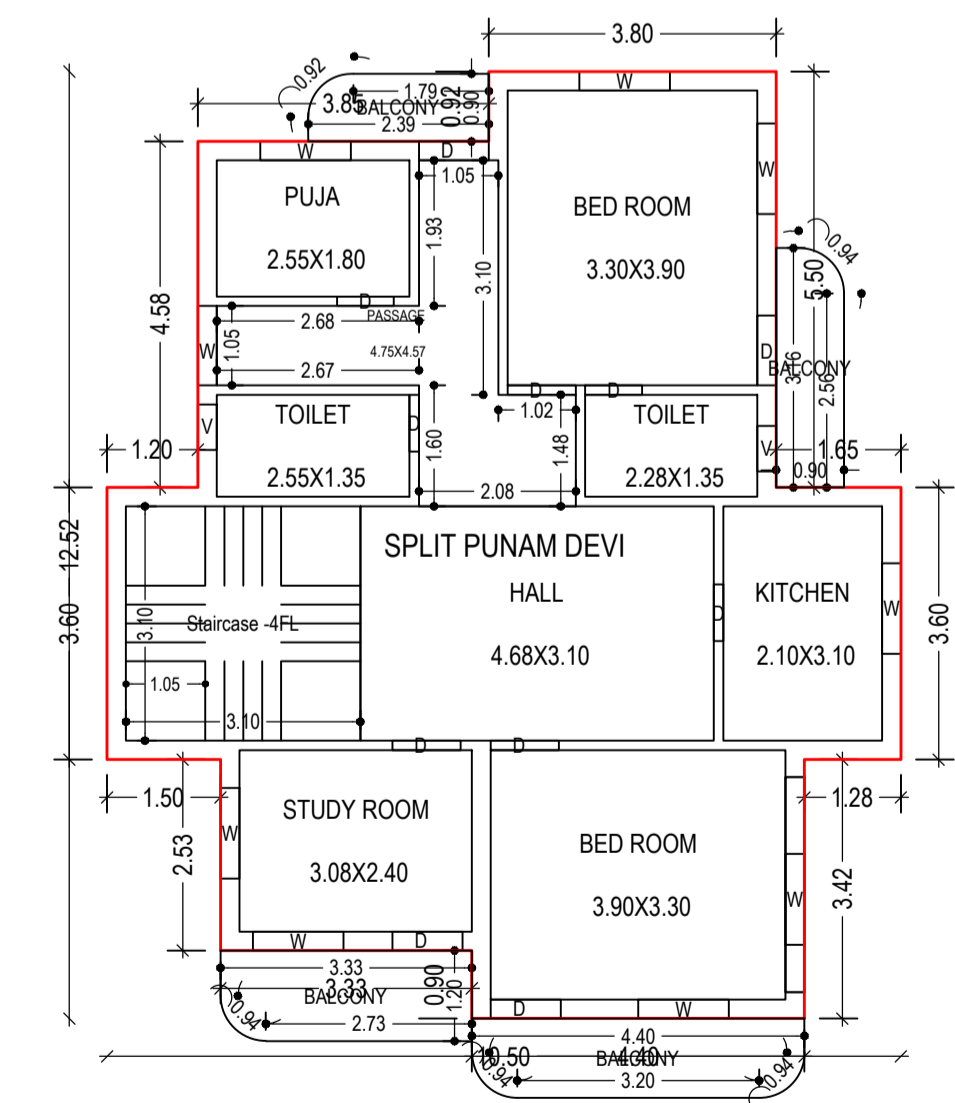 3.80
0.92
W
1.79
3.85
BALCONY
0.92
0.90
2.39
W
D
1.05
W
PUJA
BED ROOM
1.93
0.94
2.55X1.80
3.10
3.30X3.90
5.50
D
PASSAGE
4.58
2.68
1.05
W
4.75X4.57
D
BALCONY
3.16
2.67
2.56
D
D
TOILET
1.02
TOILET
V
D
1.60
1.48
V
1.20
1.65
0.90
2.55X1.35
2.08
2.28X1.35
12.52
SPLIT PUNAM DEVI
HALL
KITCHEN
3.60
3.10
Staircase -4FL
D
W
3.60
4.68X3.10
2.10X3.10
1.05
3.10
D
D
1.50
1.28
STUDY ROOM
W
BED ROOM
2.53
3.08X2.40
3.42
3.90X3.30
W
W
D
3.33
0.90
3.33
1.20
BALCONY
D
W
0.94
2.73
4.40
10.50
BALCONY
4.40
0.94
3.20
0.94